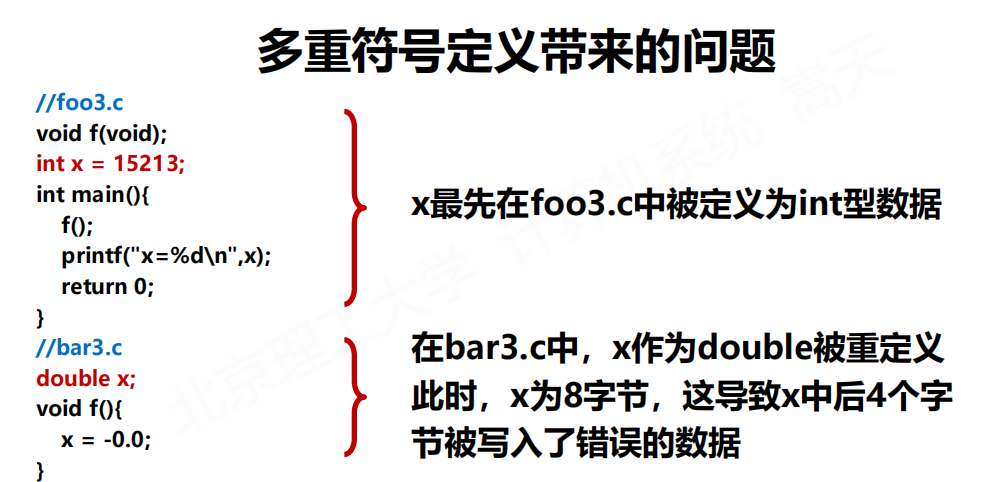 多重符号定义带来的问题
//foo3.c
void f(void);
int x = 15213;
int main(){
f();
printf("x=%d\n",x);
return 0;
}
x最先在foo3.c中被定义为int型数据
//bar3.c
double x;
void f(){
x = -0.0;
}
在bar3.c中，x作为double被重定义
此时，x为8字节，这导致x中后4个字
节被写入了错误的数据
北京理工大学 计算机系统 嵩天